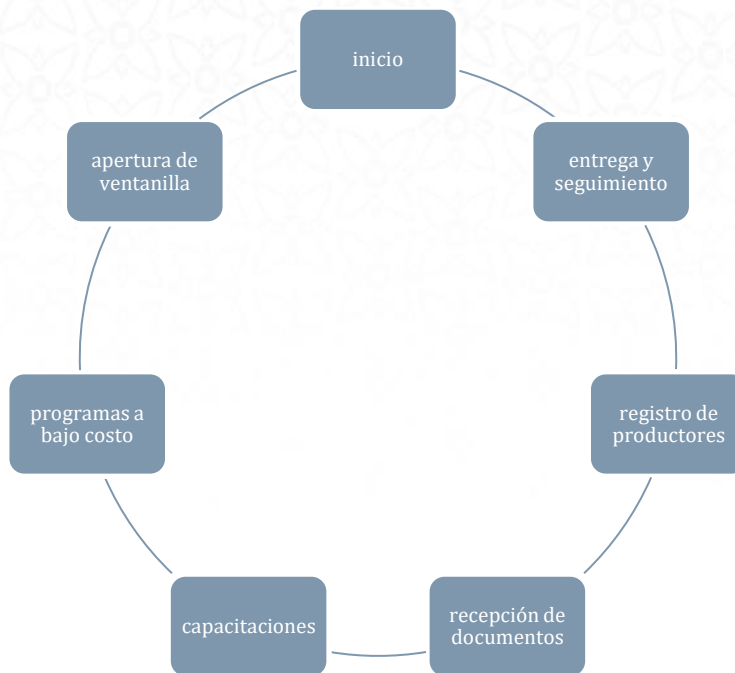 inicio
entrega y
seguimiento
registro de
productores
recepción de
documentos
capacitaciones
programas a
bajo costo
apertura de
ventanilla